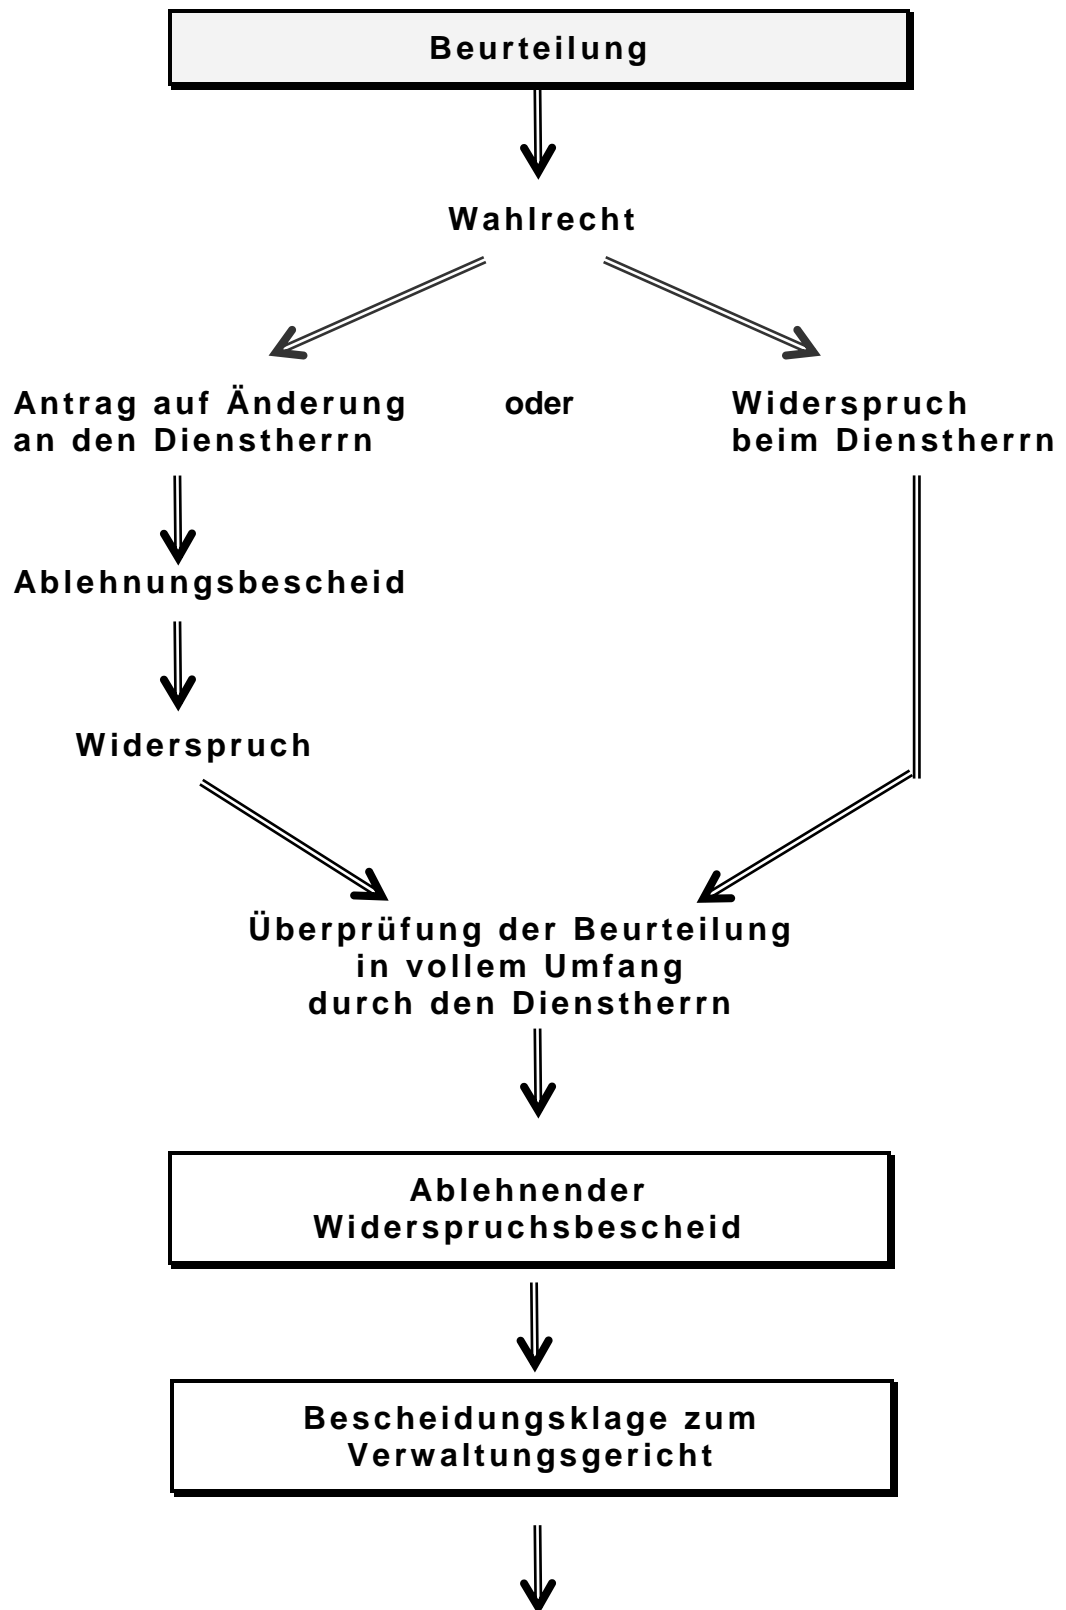 Beurteilung
Wahlrecht
Antrag auf Änderung
an den Dienstherrn
oder
Widerspruch
beim Dienstherrn
Ablehnungsbescheid
Widerspruch
Überprüfung der Beurteilung
in vollem Umfang
durch den Dienstherrn
Ablehnender
Widerspruchsbescheid
Bescheidungsklage zum
Verwaltungsgericht